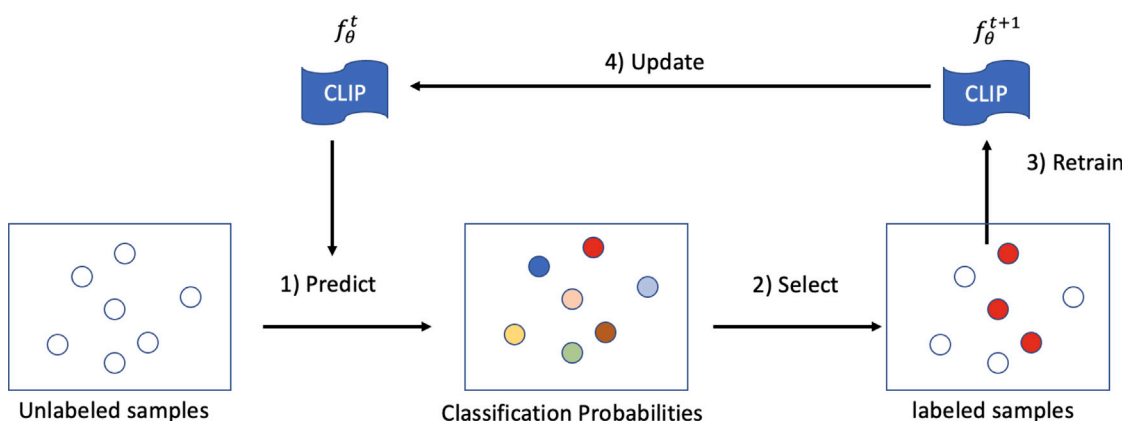 f_θ^t
f_θ^{t+1}
4) Update
CLIP
CLIP
3) Retrain
1) Predict
2) Select
Unlabeled samples
Classification Probabilities
labeled samples